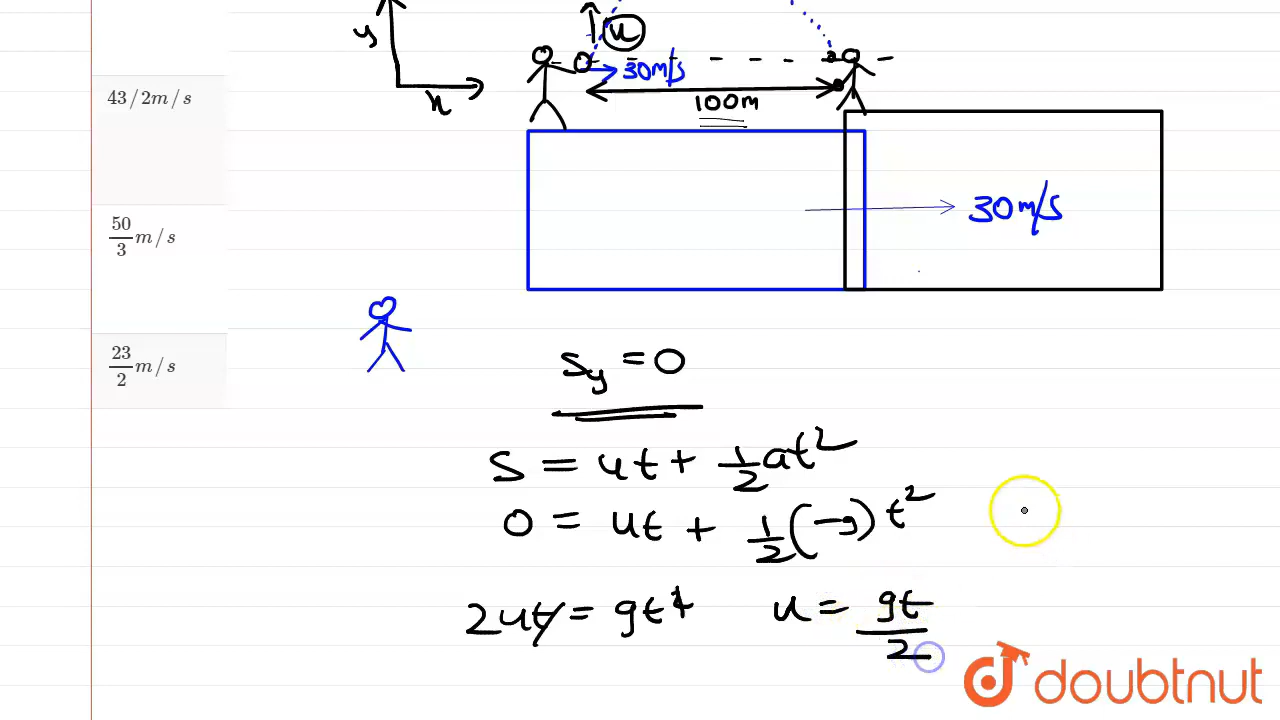 y
u
30m/s
x
100m
43/2m/s
50/3 m/s
23/2 m/s
30m/s
Sy = 0
S = ut + 1/2 at²
0 = ut + 1/2 (-g) t²
2ut = gt²
u = gt/2
doubtnut